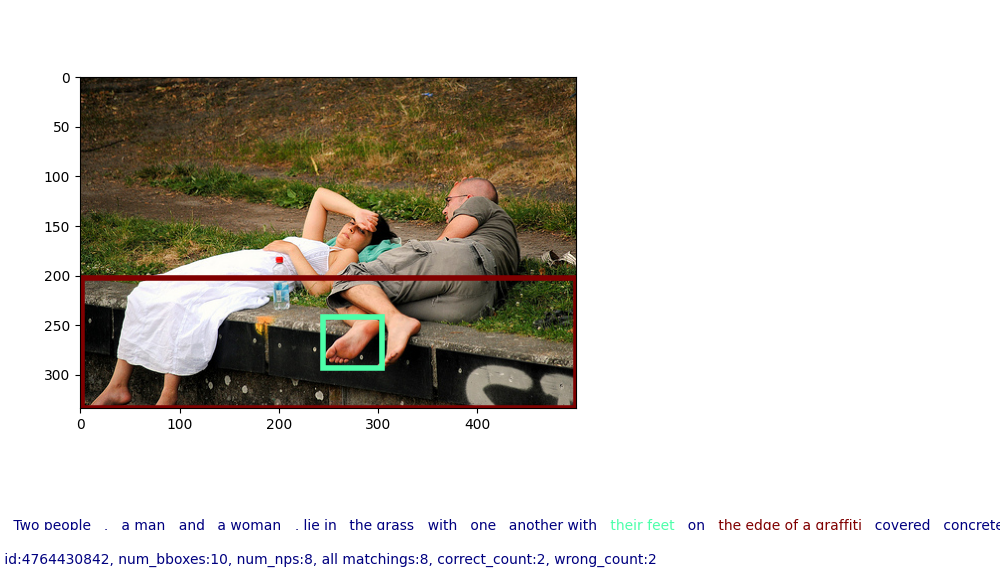 0
50
100
150
200
250
300
0 100 200 300 400
Two people . a man and a woman . lie in the grass with one another with their feet on the edge of a graffiti covered concrete
id:4764430842, num_bboxes:10, num_nps:8, all matchings:8, correct_count:2, wrong_count:2